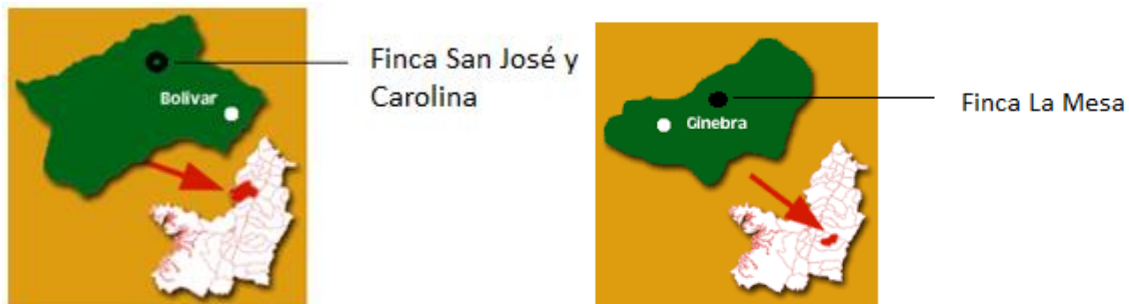 Bolívar
Finca San José y
Carolina
Ginebra
Finca La Mesa